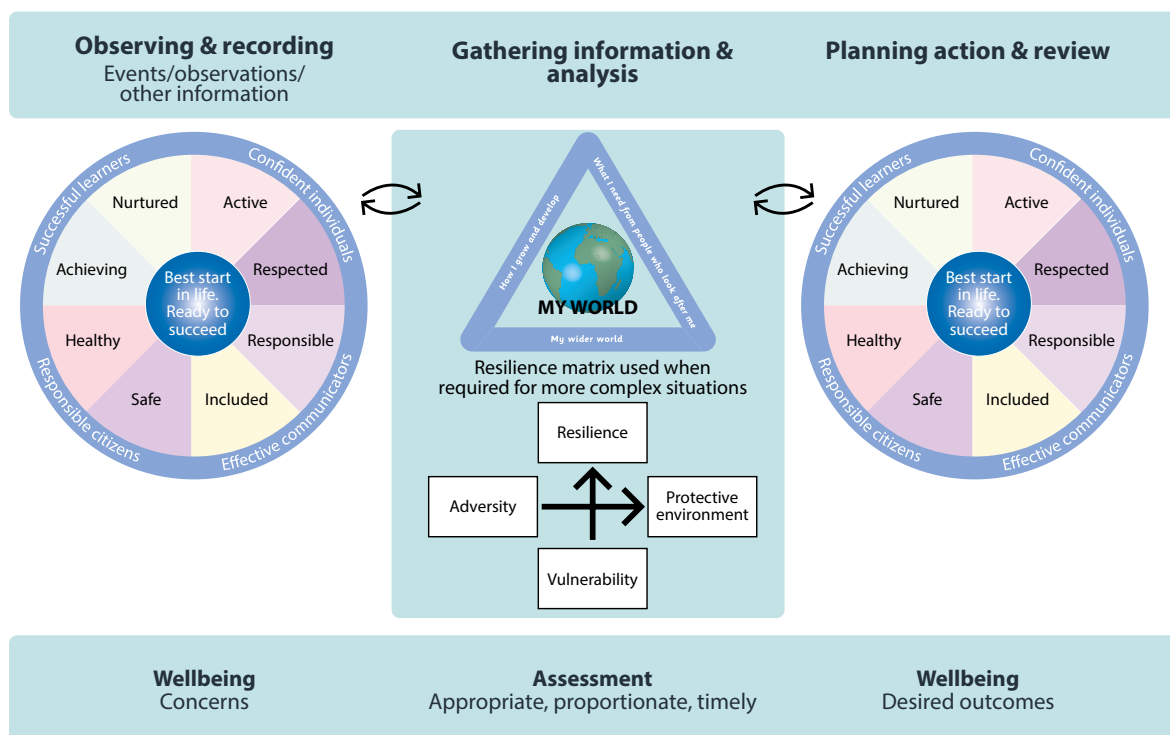 Observing & recording
Events/observations/
other information
Gathering information &
analysis
Planning action & review
Successful learners
Confident individuals
Nurtured
Active
Achieving
Respected
Best start
in life.
Ready to
succeed
Healthy
Responsible
Safe
Included
Responsible citizens
Effective communicators
How I grow and develop
What I need from people who look after me
MY WORLD
My wider world
Resilience matrix used when
required for more complex situations
Resilience
Adversity
Protective
environment
Vulnerability
Successful learners
Confident individuals
Nurtured
Active
Achieving
Respected
Best start
in life.
Ready to
succeed
Healthy
Responsible
Safe
Included
Responsible citizens
Effective communicators
Wellbeing
Concerns
Assessment
Appropriate, proportionate, timely
Wellbeing
Desired outcomes